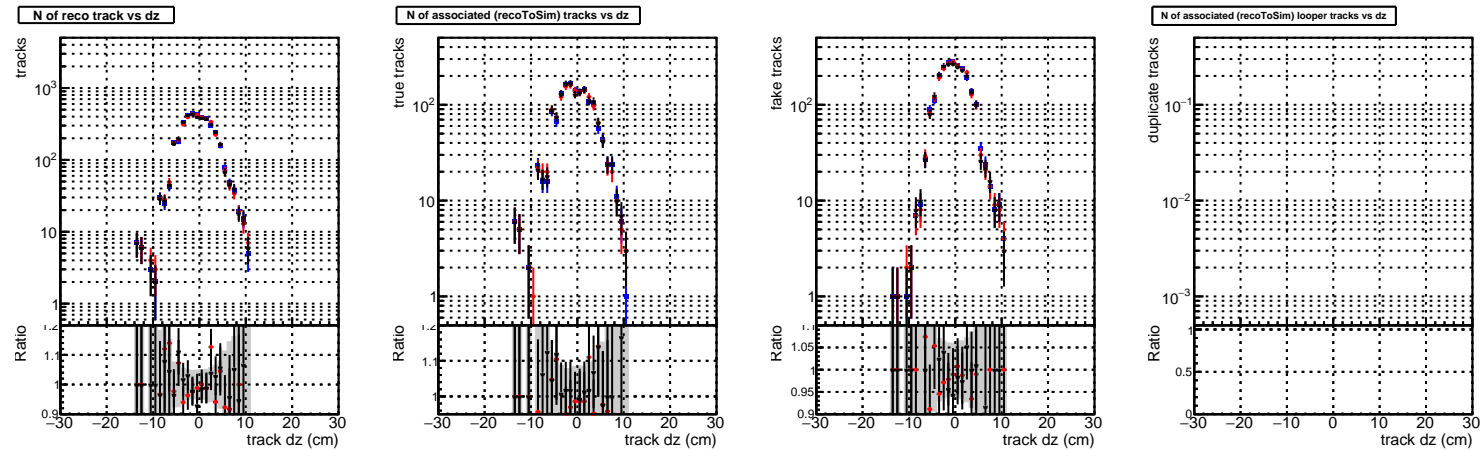 N of reco track vs dz
tracks
10³
10²
10
1
Ratio
1.2
1.1
1
0.9
−30 −20 −10 0 10 20 30
track dz (cm)
N of associated (recoToSim) tracks vs dz
true tracks
10²
10
1
Ratio
1.2
1.1
1
−30 −20 −10 0 10 20 30
track dz (cm)
fake tracks
10²
10
1
Ratio
1.05
1
0.95
0.9
−30 −20 −10 0 10 20 30
track dz (cm)
N of associated (recoToSim) looper tracks vs dz
duplicate tracks
10⁻¹
10⁻²
10⁻³
Ratio
1
0.5
0
−30 −20 −10 0 10 20 30
track dz (cm)